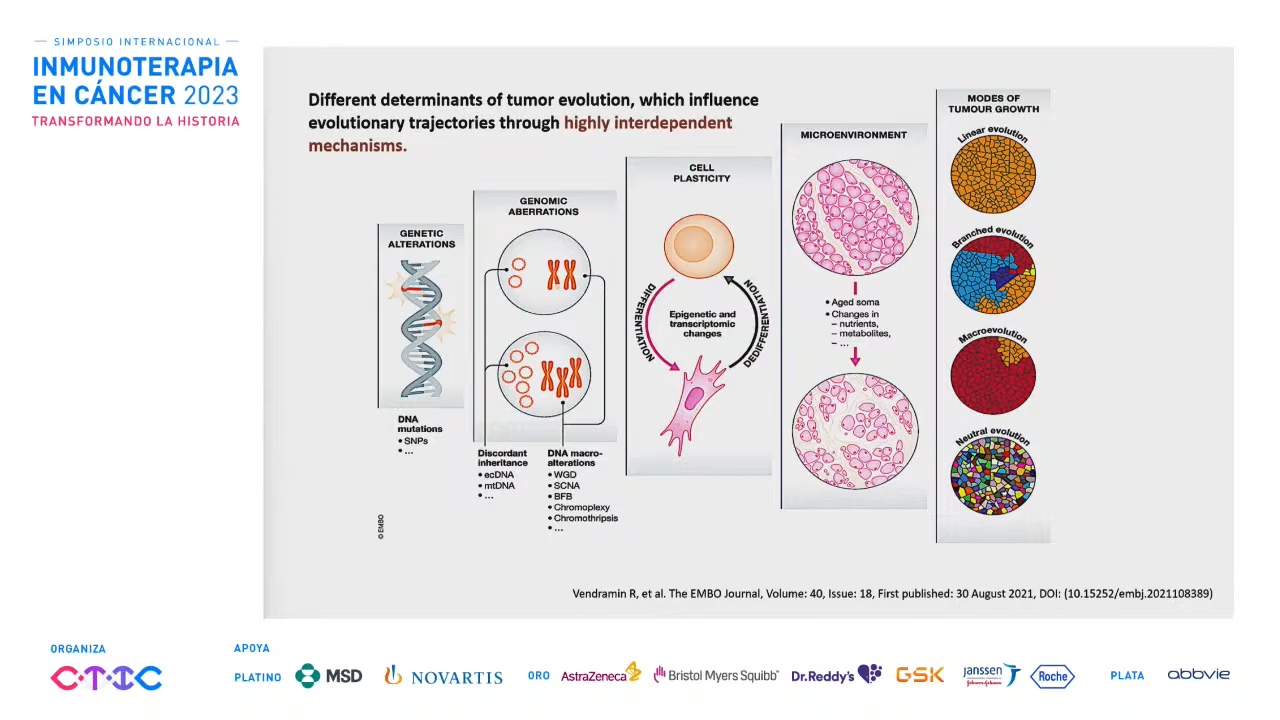 SIMPOSIO INTERNACIONAL
INMUNOTERAPIA
EN CÁNCER 2023
TRANSFORMANDO LA HISTORIA
Different determinants of tumor evolution, which influence
evolutionary trajectories through highly interdependent
mechanisms.
GENETIC
ALTERATIONS
DNA
mutations
• SNPs
• ...
© EMBO
GENOMIC
ABERRATIONS
Discordant
inheritance
• ecDNA
• mtDNA
• ...
DNA macro-
alterations
• WGD
• SCNA
• BFB
• Chromoplexy
• Chromothripsis
• ...
CELL
PLASTICITY
DIFFERENTIATION
Epigenetic and
transcriptomic
changes
DEDIFFERENTIATION
MICROENVIRONMENT
• Aged soma
• Changes in
– nutrients,
– metabolites,
– ...
MODES OF
TUMOUR GROWTH
Linear evolution
Branched evolution
Macroevolution
Neutral evolution
Vendramin R, et al. The EMBO Journal, Volume: 40, Issue: 18, First published: 30 August 2021, DOI: (10.15252/embj.2021108389)
ORGANIZA
CTIC
APOYA
PLATINO
MSD
NOVARTIS
ORO
AstraZeneca
Bristol Myers Squibb
Dr.Reddy's
GSK
Janssen
Johnson-Johnson
Roche
PLATA
abbvie